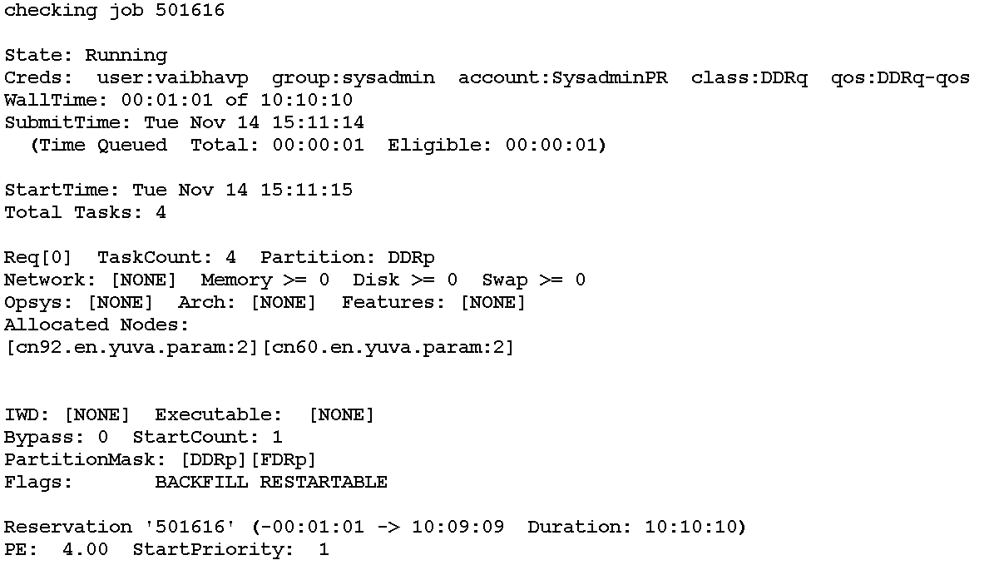 checking job 501616
State: Running
Creds:  user:vaibhavp  group:sysadmin  account:SysadminPR  class:DDRq  qos:DDRq-qos
WallTime: 00:01:01 of 10:10:10
SubmitTime: Tue Nov 14 15:11:14
  (Time Queued  Total: 00:00:01  Eligible: 00:00:01)
StartTime: Tue Nov 14 15:11:15
Total Tasks: 4
Req[0]  TaskCount: 4  Partition: DDRp
Network: [NONE]  Memory >= 0  Disk >= 0  Swap >= 0
Opsys: [NONE]  Arch: [NONE]  Features: [NONE]
Allocated Nodes:
[cn92.en.yuva.param:2][cn60.en.yuva.param:2]
IWD: [NONE]  Executable:  [NONE]
Bypass: 0  StartCount: 1
PartitionMask: [DDRp][FDRp]
Flags:       BACKFILL RESTARTABLE
Reservation '501616' (-00:01:01 -> 10:09:09  Duration: 10:10:10)
PE:  4.00  StartPriority:  1